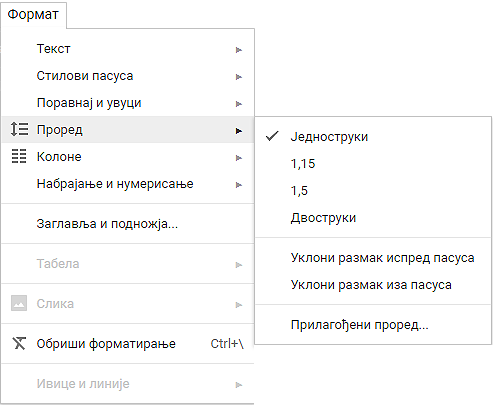 Формат
Текст
Стилови пасуса
Поравнај и увуци
Проред
Колоне
Набрајање и нумерисање
Заглавља и подножја...
Табела
Слика
Обриши форматирање Ctrl+\
Ивице и линије
Једноструки
1,15
1,5
Двоструки
Уклони размак испред пасуса
Уклони размак иза пасуса
Прилагођени проред...